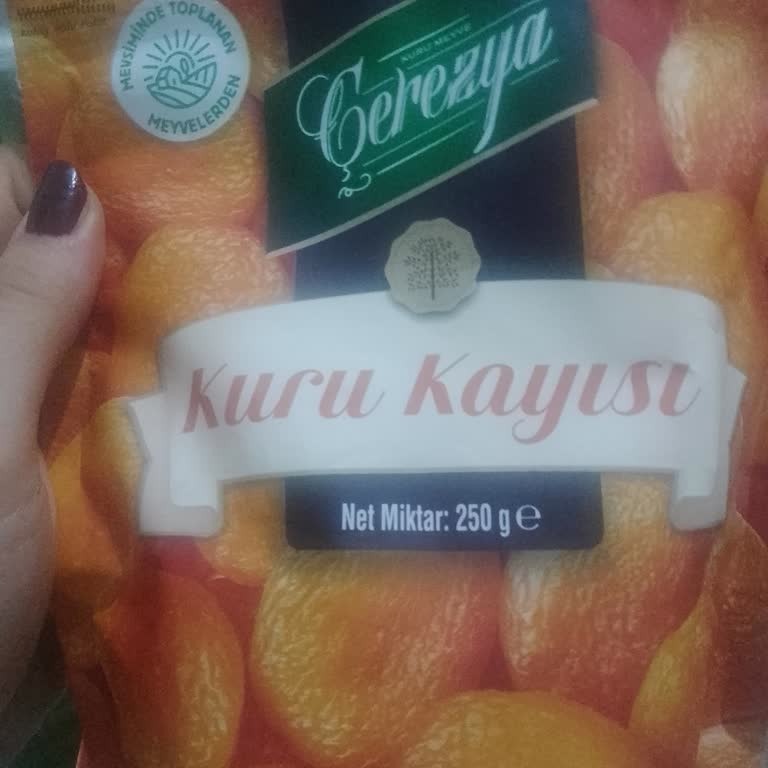 MEVSİMİNDE TOPLANAN
MEYVELERDEN
KURU MEYVE
Çerezya
Kuru Kayısı
Net Miktar: 250 g e